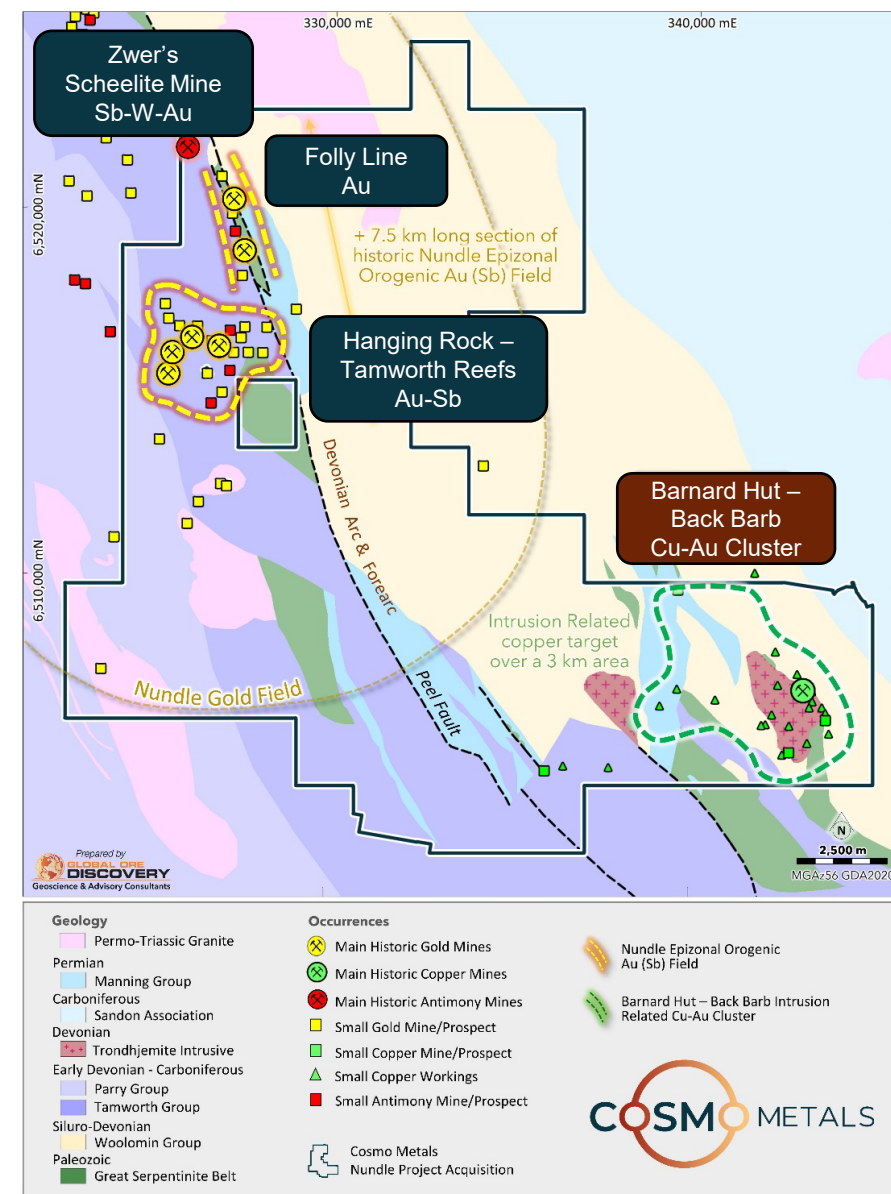 330,000 mE
340,000 mE
Zwer's
Scheelite Mine
Sb-W-Au
Folly Line
Au
6,520,000 mN
+ 7.5 km long section of
historic Nundle Epizonal
Orogenic Au (Sb) Field
Hanging Rock –
Tamworth Reefs
Au-Sb
Devonian Arc & Forearc
Barnard Hut –
Back Barb
Cu-Au Cluster
6,510,000 mN
Intrusion Related
copper target
over a 3 km area
Nundle Gold Field
Peel Fault
N
2,500 m
MGAz56 GDA2020
Prepared by
GLOBAL ORE
DISCOVERY
Geoscience & Advisory Consultants
Geology
Permo-Triassic Granite
Permian
Manning Group
Carboniferous
Sandon Association
Devonian
Trondhjemite Intrusive
Early Devonian - Carboniferous
Parry Group
Tamworth Group
Siluro-Devonian
Woolomin Group
Paleozoic
Great Serpentinite Belt
Occurrences
Main Historic Gold Mines
Main Historic Copper Mines
Main Historic Antimony Mines
Small Gold Mine/Prospect
Small Copper Mine/Prospect
Small Copper Workings
Small Antimony Mine/Prospect
Cosmo Metals
Nundle Project Acquisition
Nundle Epizonal Orogenic
Au (Sb) Field
Barnard Hut – Back Barb Intrusion
Related Cu-Au Cluster
COSMO METALS